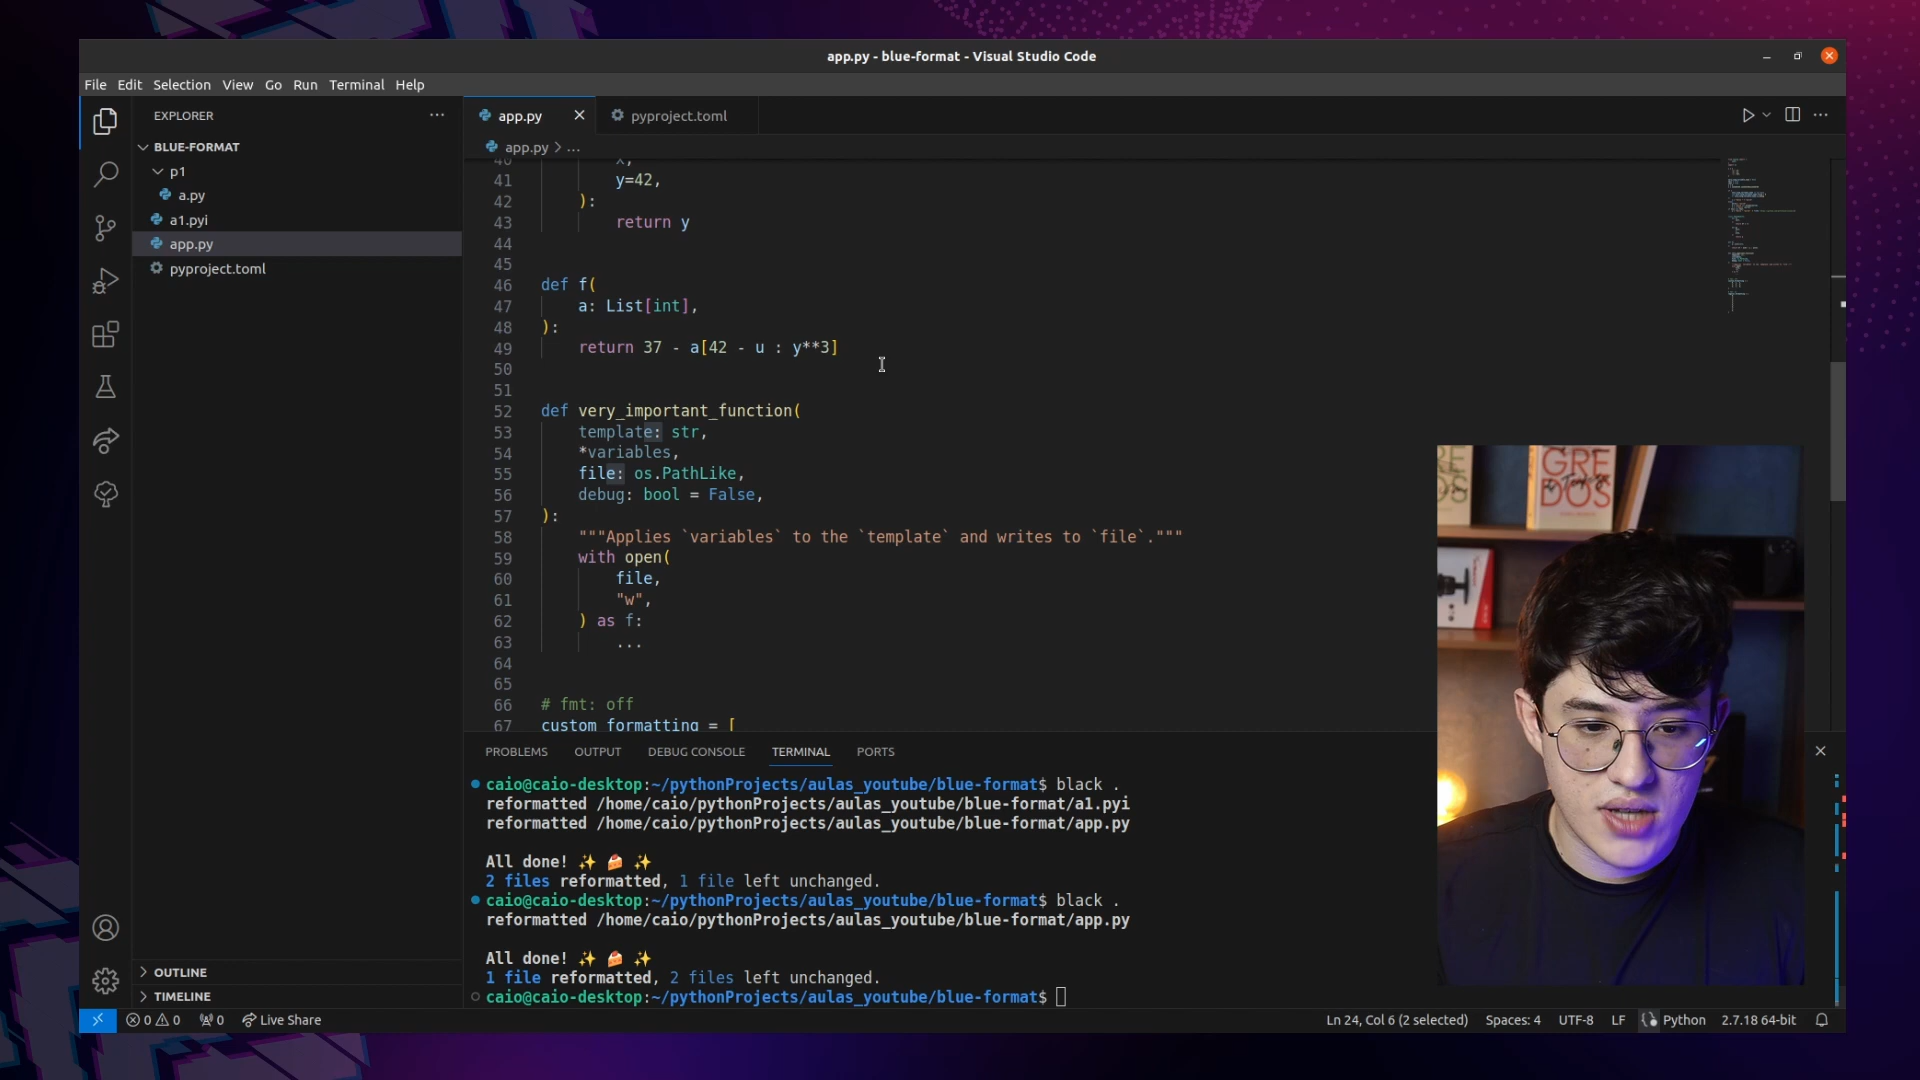 app.py - blue-format - Visual Studio Code
File Edit Selection View Go Run Terminal Help
EXPLORER
app.py
pyproject.toml
BLUE-FORMAT
app.py > ...
p1
a.py
a1.pyi
app.py
pyproject.toml
40 x,
41 y=42,
42 ):
43 return y
44
45
46 def f(
47 a: List[int],
48 ):
49 return 37 - a[42 - u : y**3]
50
51
52 def very_important_function(
53 template: str,
54 *variables,
55 file: os.PathLike,
56 debug: bool = False,
57 ):
58 """Applies `variables` to the `template` and writes to `file`."""
59 with open(
60 file,
61 "w",
62 ) as f:
63 ...
64
65
66 # fmt: off
67 custom_formatting = [
GREDOS
PROBLEMS OUTPUT DEBUG CONSOLE TERMINAL PORTS
caio@caio-desktop:~/pythonProjects/aulas_youtube/blue-format$ black .
reformatted /home/caio/pythonProjects/aulas_youtube/blue-format/a1.pyi
reformatted /home/caio/pythonProjects/aulas_youtube/blue-format/app.py
All done! ✨ 🍰 ✨
2 files reformatted, 1 file left unchanged.
caio@caio-desktop:~/pythonProjects/aulas_youtube/blue-format$ black .
reformatted /home/caio/pythonProjects/aulas_youtube/blue-format/app.py
All done! ✨ 🍰 ✨
1 file reformatted, 2 files left unchanged.
caio@caio-desktop:~/pythonProjects/aulas_youtube/blue-format$
OUTLINE
TIMELINE
0 0 0 Live Share
Ln 24, Col 6 (2 selected) Spaces: 4 UTF-8 LF Python 2.7.18 64-bit